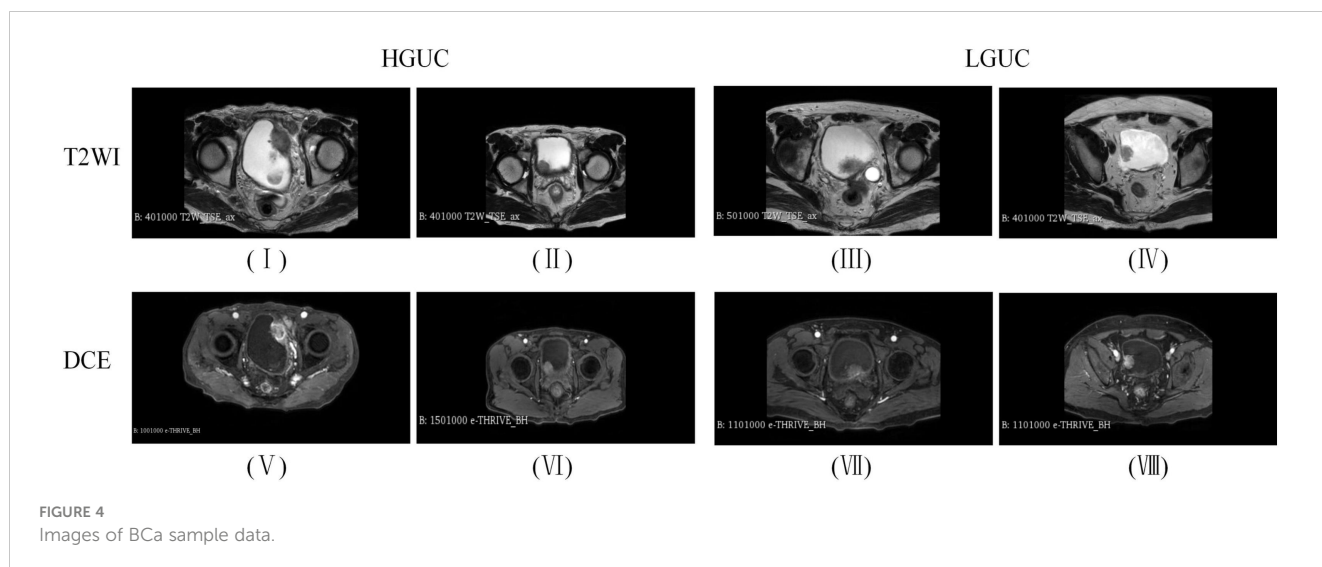 HGUC LGUC
T2WI
B: 401000 T2W_TSE_ax B: 401000 T2W_TSE_ax B: 501000 T2W_TSE_ax B: 401000 T2W_TSE_ax
(Ⅰ) (Ⅱ) (Ⅲ) (Ⅳ)
DCE
B: 1001000 e-THRIVE_BH B: 1501000 e-THRIVE_BH B: 1101000 e-THRIVE_BH B: 1101000 e-THRIVE_BH
(Ⅴ) (Ⅵ) (Ⅶ) (Ⅷ)
FIGURE 4
Images of BCa sample data.